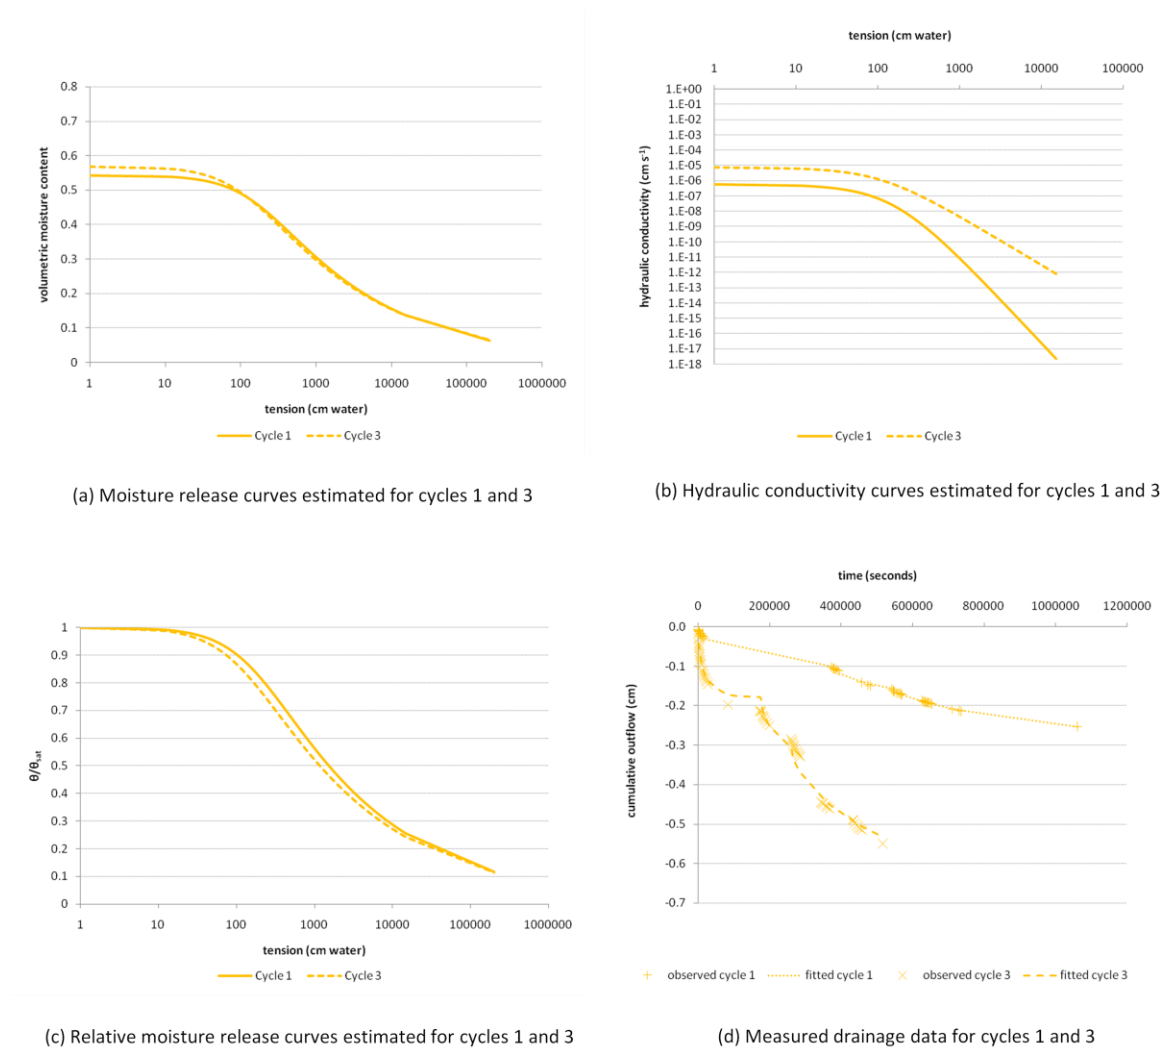 0.8
0.7
0.6
0.5
0.4
0.3
0.2
0.1
0
volumetric moisture content
1 10 100 1000 10000 100000 1000000
tension (cm water)
Cycle 1 Cycle 3
(a) Moisture release curves estimated for cycles 1 and 3
tension (cm water)
1 10 100 1000 10000 100000
1.E+00
1.E-01
1.E-02
1.E-03
1.E-04
1.E-05
1.E-06
1.E-07
1.E-08
1.E-09
1.E-10
1.E-11
1.E-12
1.E-13
1.E-14
1.E-15
1.E-16
1.E-17
1.E-18
hydraulic conductivity (cm s⁻¹)
Cycle 1 Cycle 3
(b) Hydraulic conductivity curves estimated for cycles 1 and 3
1
0.9
0.8
0.7
0.6
0.5
0.4
0.3
0.2
0.1
0
θ/θsat
1 10 100 1000 10000 100000 1000000
tension (cm water)
Cycle 1 Cycle 3
(c) Relative moisture release curves estimated for cycles 1 and 3
time (seconds)
0 200000 400000 600000 800000 1000000 1200000
0.0
-0.1
-0.2
-0.3
-0.4
-0.5
-0.6
-0.7
cumulative outflow (cm)
observed cycle 1 fitted cycle 1 observed cycle 3 fitted cycle 3
(d) Measured drainage data for cycles 1 and 3